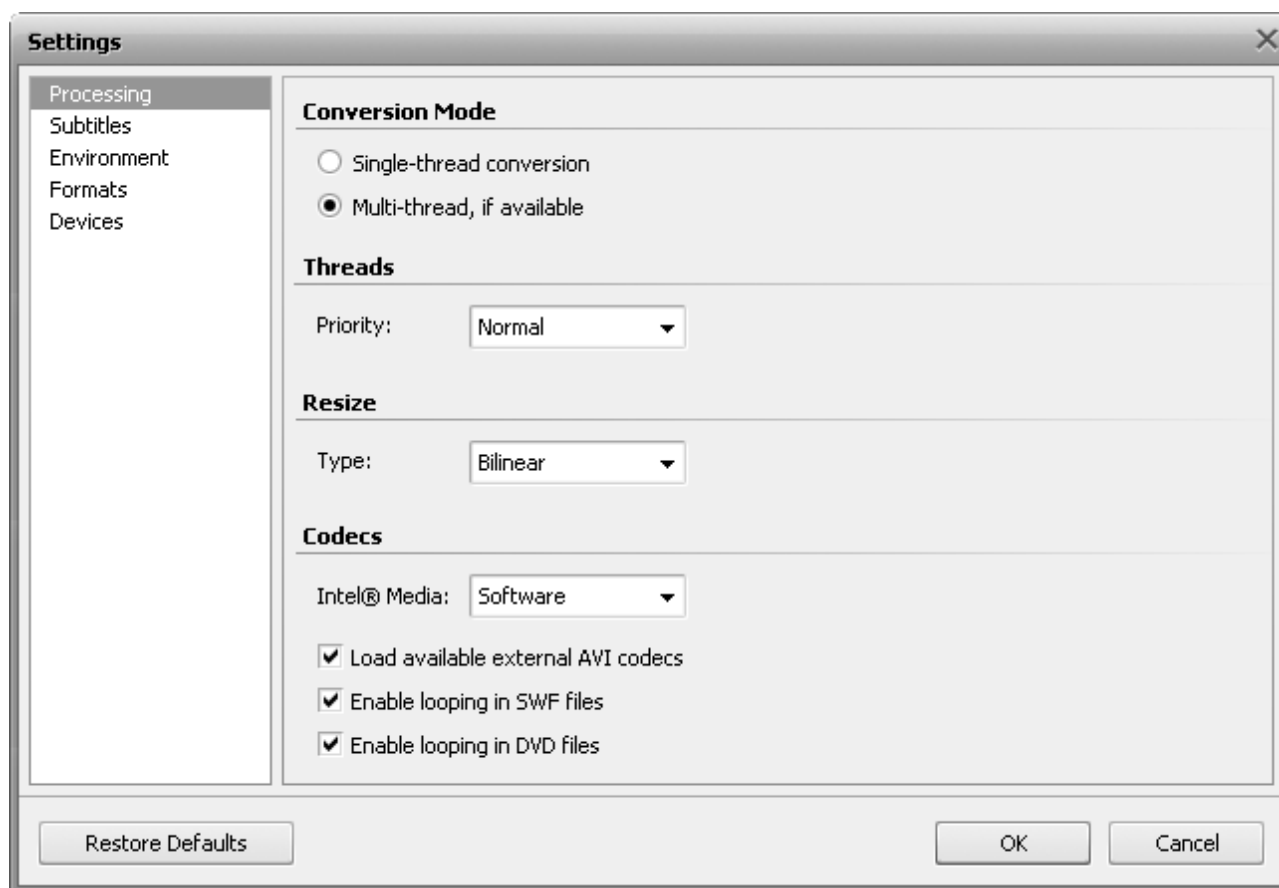 Settings
Processing
Subtitles
Environment
Formats
Devices
Conversion Mode
Single-thread conversion
Multi-thread, if available
Threads
Priority: Normal
Resize
Type: Bilinear
Codecs
Intel® Media: Software
Load available external AVI codecs
Enable looping in SWF files
Enable looping in DVD files
Restore Defaults OK Cancel